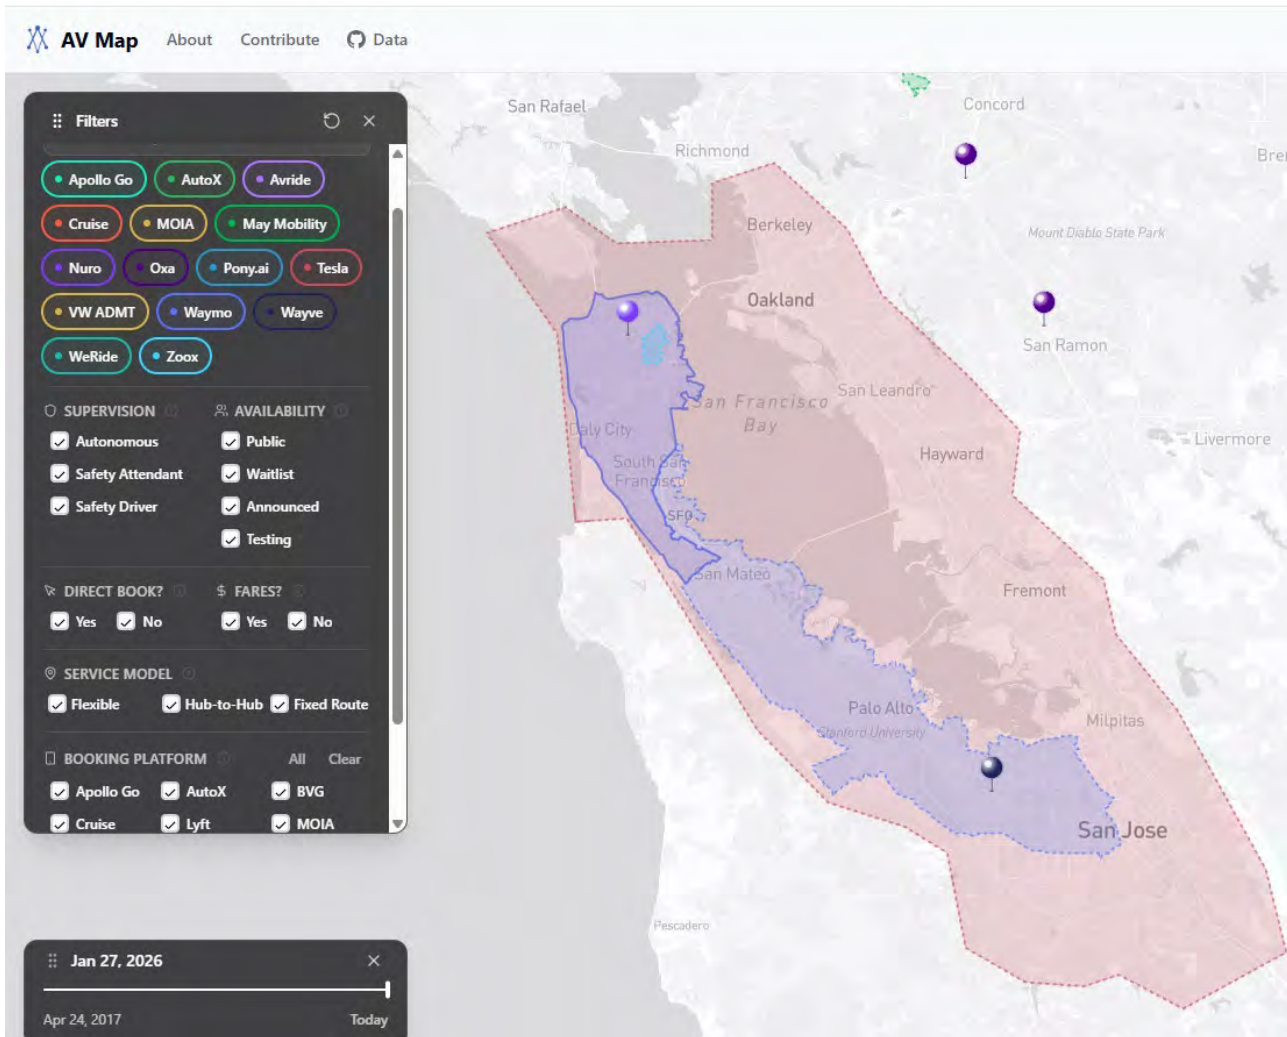 AV Map About Contribute Data
Filters
Apollo Go AutoX Avride
Cruise MOIA May Mobility
Nuro Oxa Pony.ai Tesla
VW ADMT Waymo Wayve
WeRide Zoox
SUPERVISION AVAILABILITY
Autonomous Public
Safety Attendant Waitlist
Safety Driver Announced
Testing
DIRECT BOOK? $ FARES?
Yes No Yes No
SERVICE MODEL
Flexible Hub-to-Hub Fixed Route
BOOKING PLATFORM All Clear
Apollo Go AutoX BVG
Cruise Lyft MOIA
Jan 27, 2026
Apr 24, 2017 Today
San Rafael
Concord
Richmond
Berkeley
Mount Diablo State Park
Oakland
San Ramon
San Leandro
San Francisco
Bay
Daly City
Livermore
Hayward
South San
Francisco
SFO
San Mateo
Fremont
Palo Alto
Stanford University
Milpitas
San Jose
Pescadero